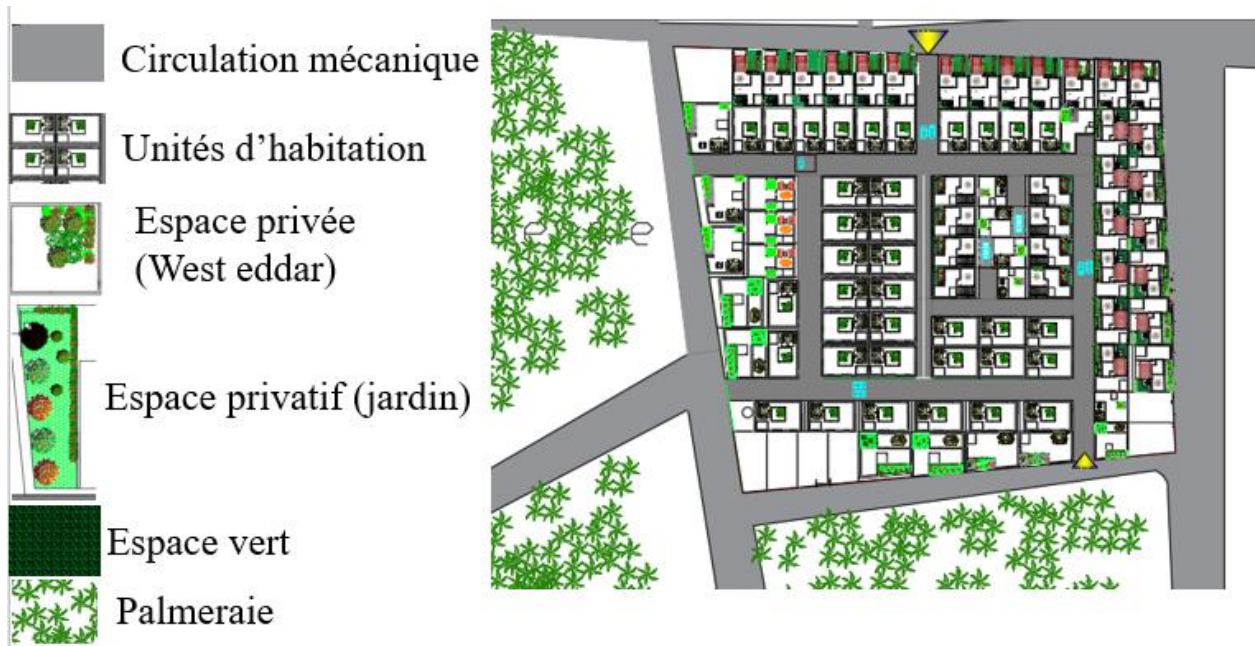 Circulation mécanique
Unités d'habitation
Espace privée
(West eddar)
Espace privatif (jardin)
Espace vert
Palmeraie